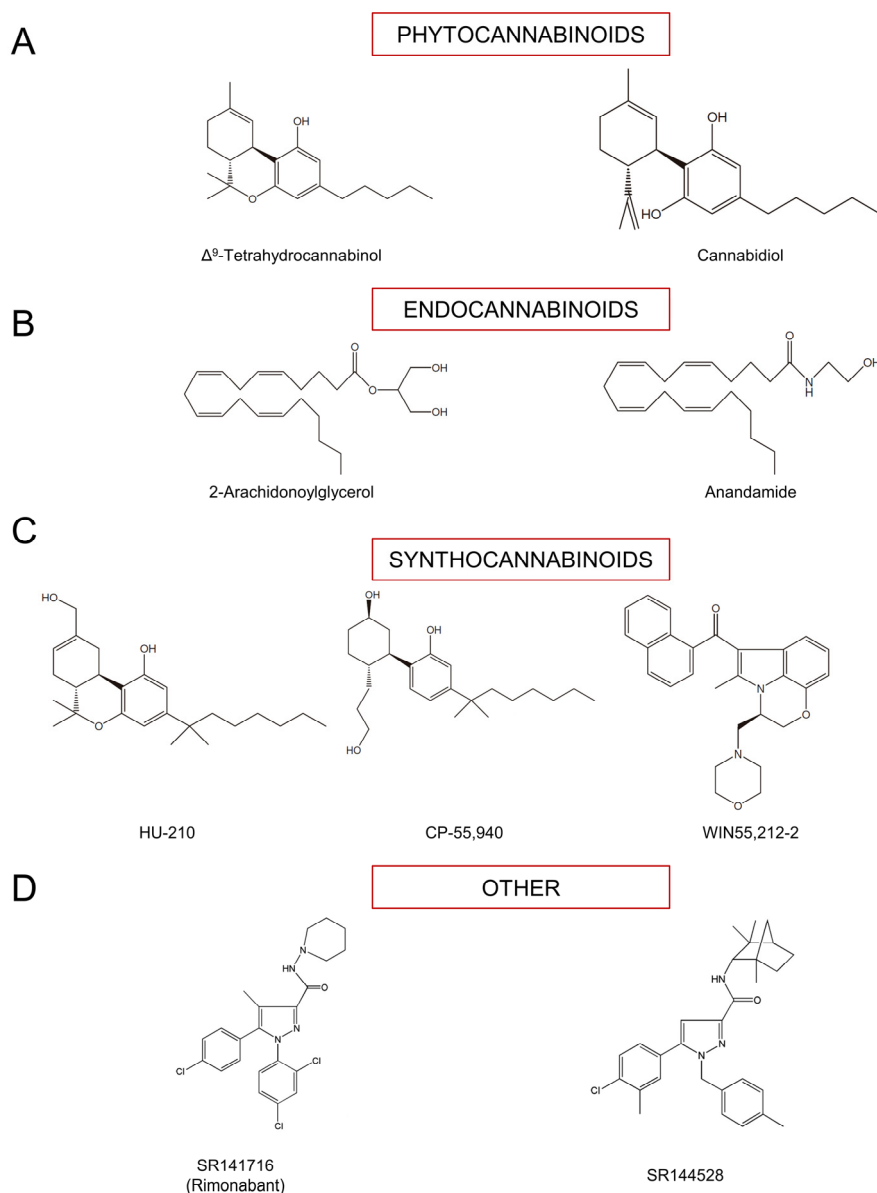 A
PHYTOCANNABINOIDS
OH
O
Δ⁹-Tetrahydrocannabinol
OH
HO
Cannabidiol
B
ENDOCANNABINOIDS
O
OH
O
OH
2-Arachidonoylglycerol
O
OH
N
H
Anandamide
C
SYNTHOCANNABINOIDS
HO
OH
O
HU-210
OH
OH
HO
CP-55,940
O
N
O
N
O
WIN55,212-2
D
OTHER
N
HN
O
N
N
Cl
Cl
Cl
SR141716
(Rimonabant)
H
N
O
N
N
Cl
SR144528